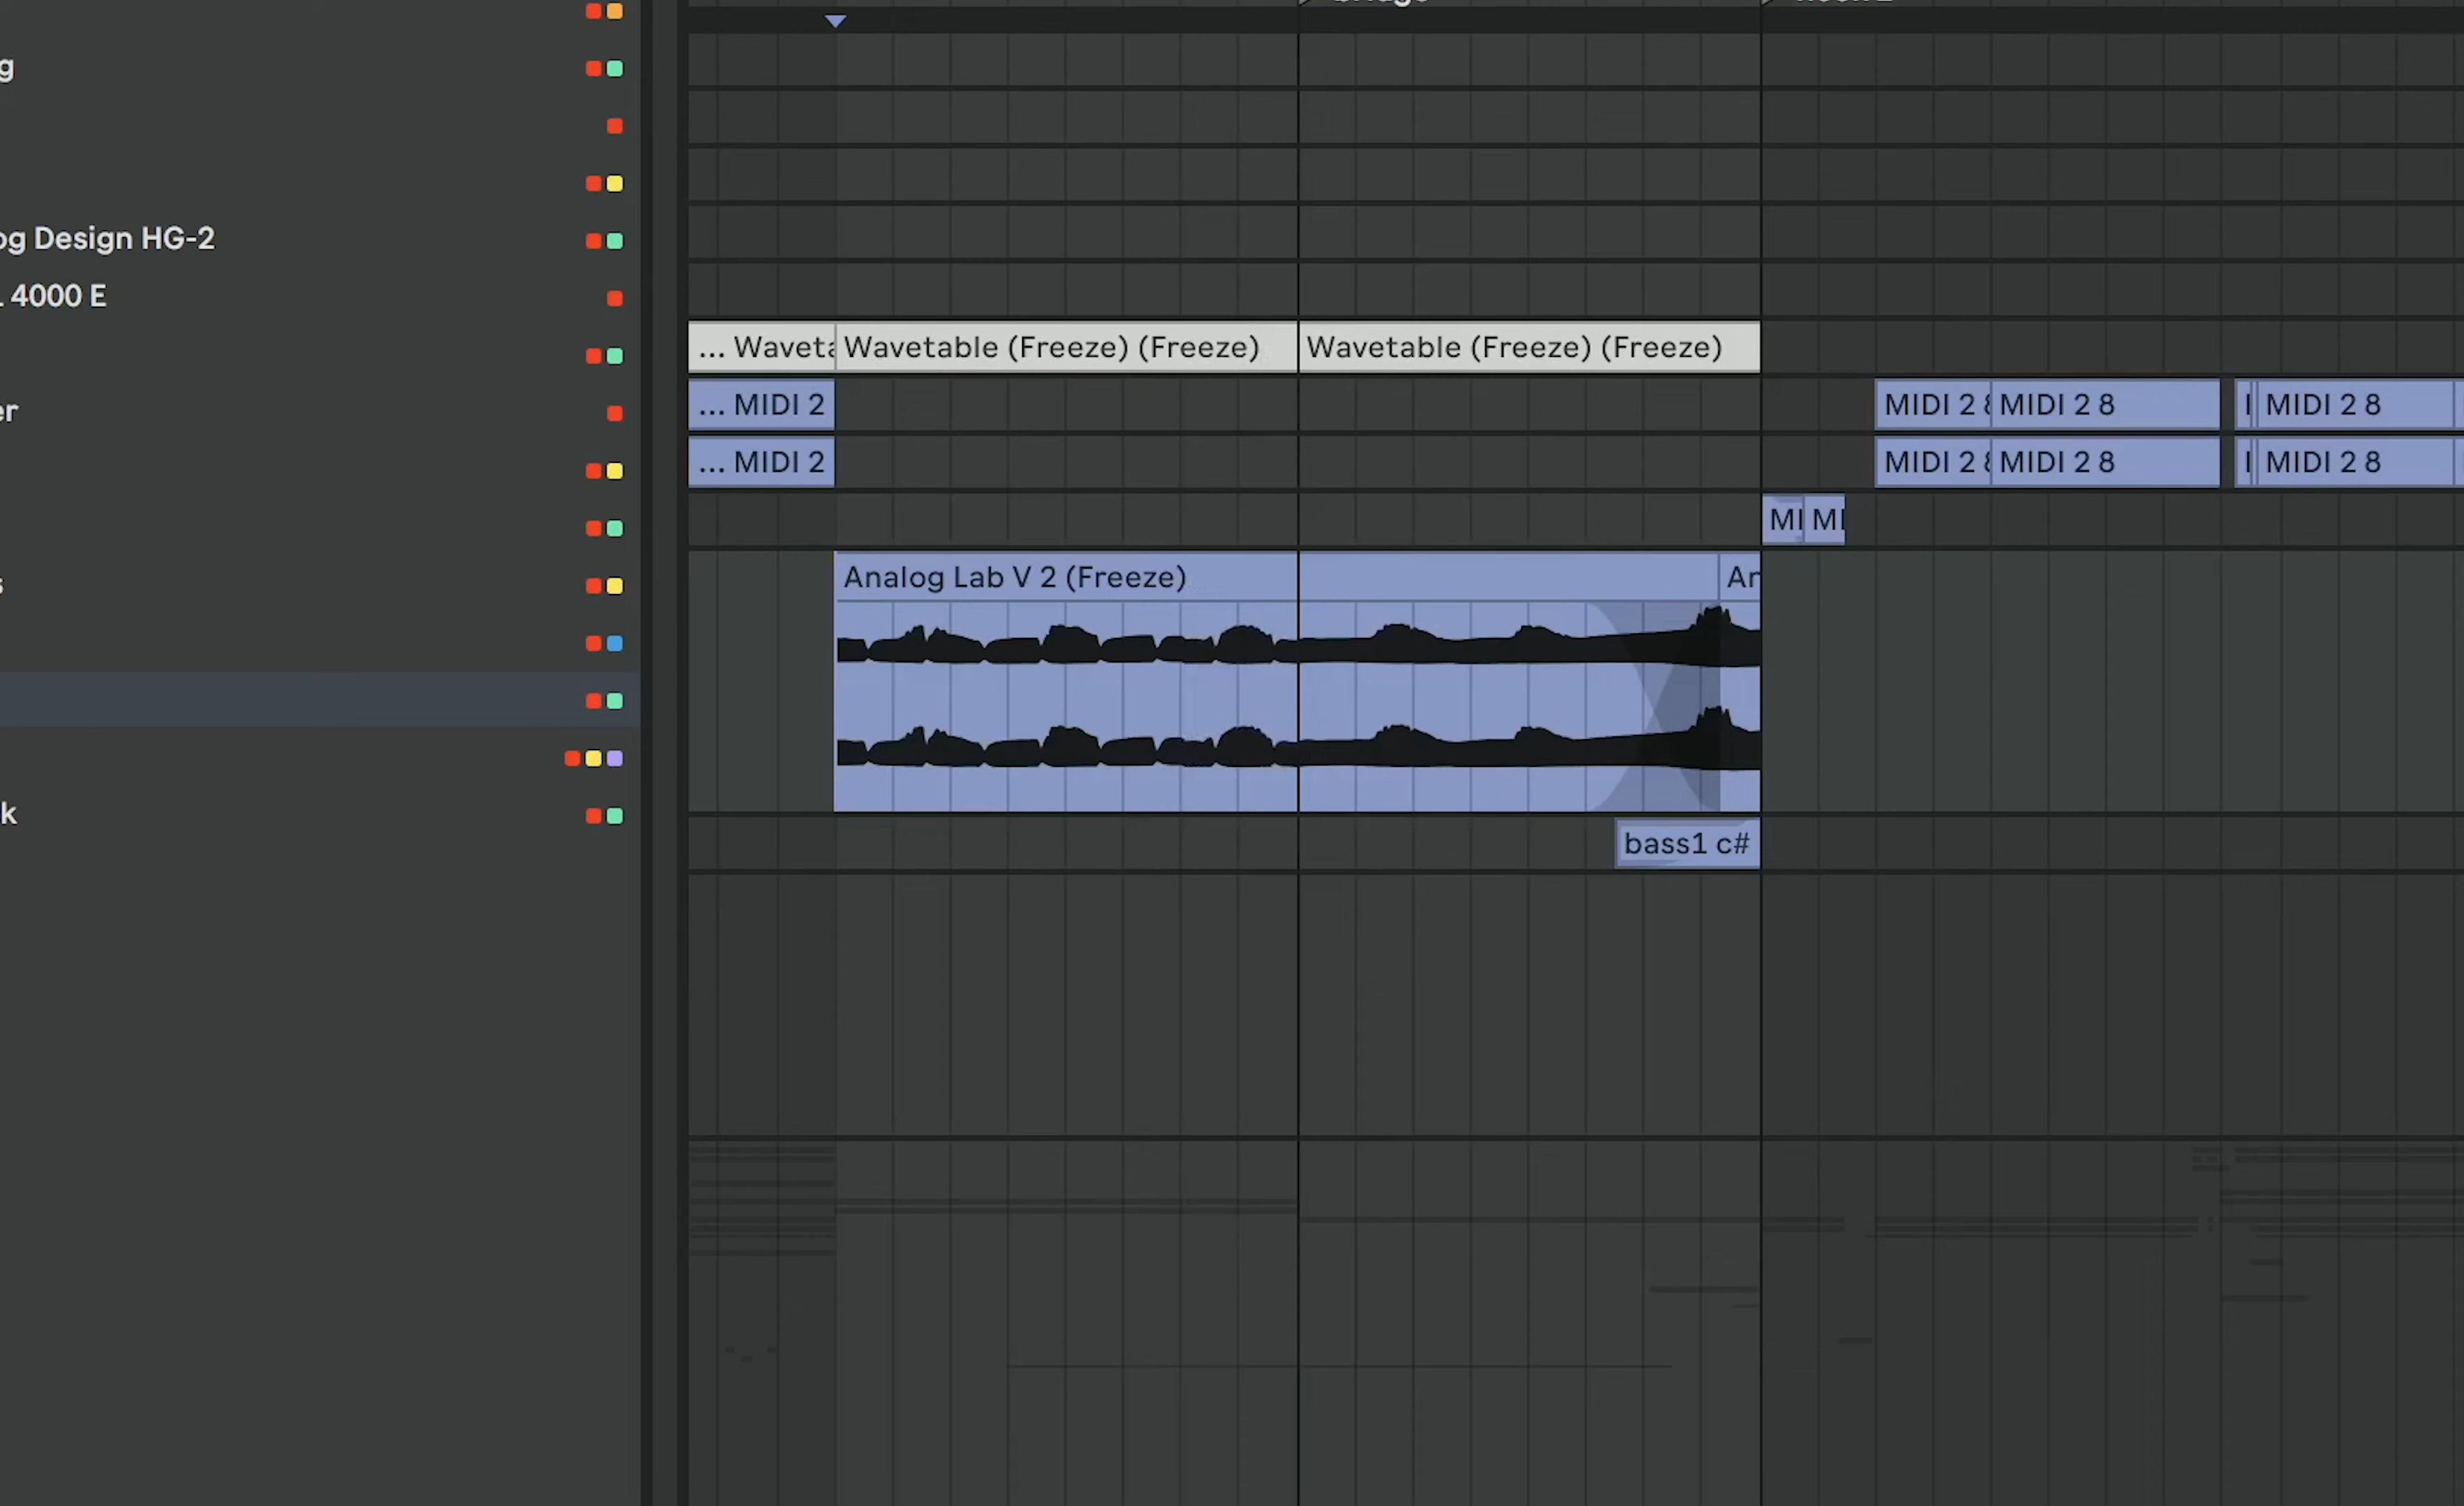 g
og Design HG-2
4000 E
... Waveta Wavetable (Freeze) (Freeze) Wavetable (Freeze) (Freeze)
er
... MIDI 2 MIDI 2 8 MIDI 2 8 MIDI 2 8
... MIDI 2 MIDI 2 8 MIDI 2 8 MIDI 2 8
MI MI
Analog Lab V 2 (Freeze) An
s
k
bass1 c#